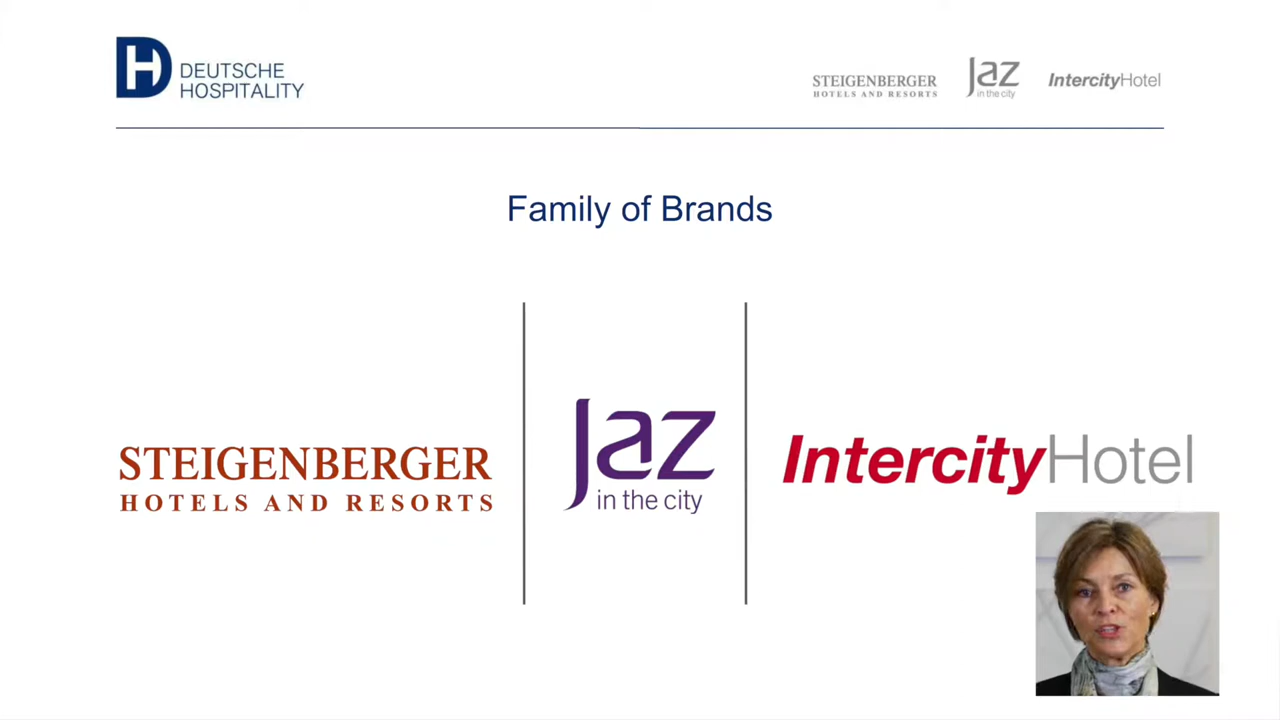 DH DEUTSCHE
HOSPITALITY
STEIGENBERGER
HOTELS AND RESORTS
Jaz
in the city
IntercityHotel
Family of Brands
STEIGENBERGER
HOTELS AND RESORTS
Jaz
in the city
IntercityHotel